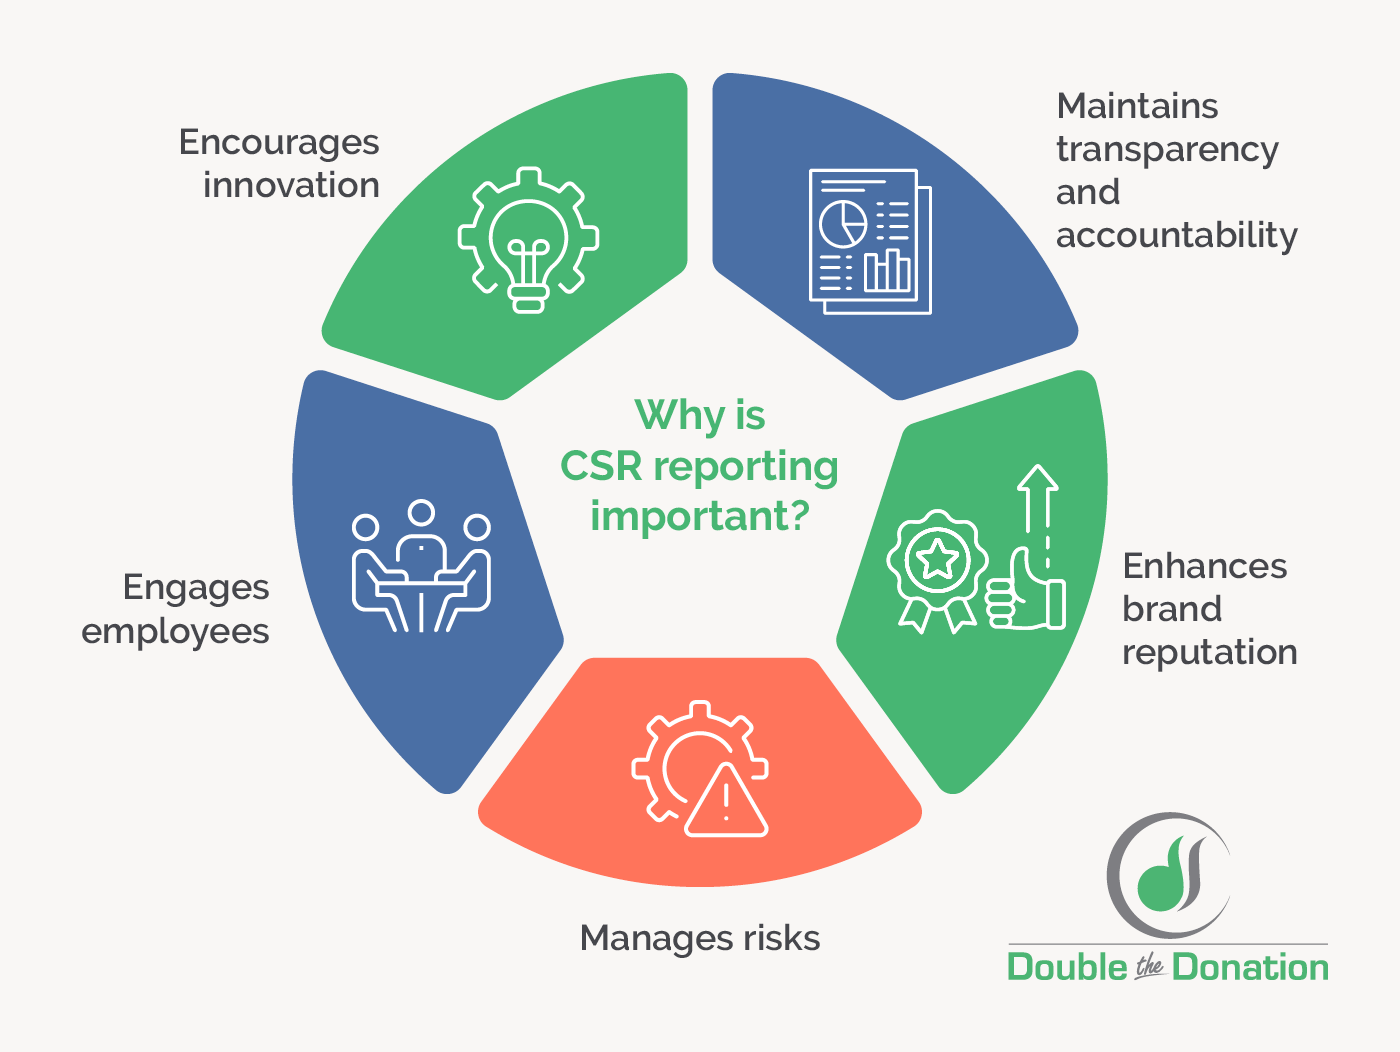 Why is
CSR reporting
important?
Maintains
transparency
and
accountability
Enhances
brand
reputation
Manages risks
Engages
employees
Encourages
innovation
Double the Donation